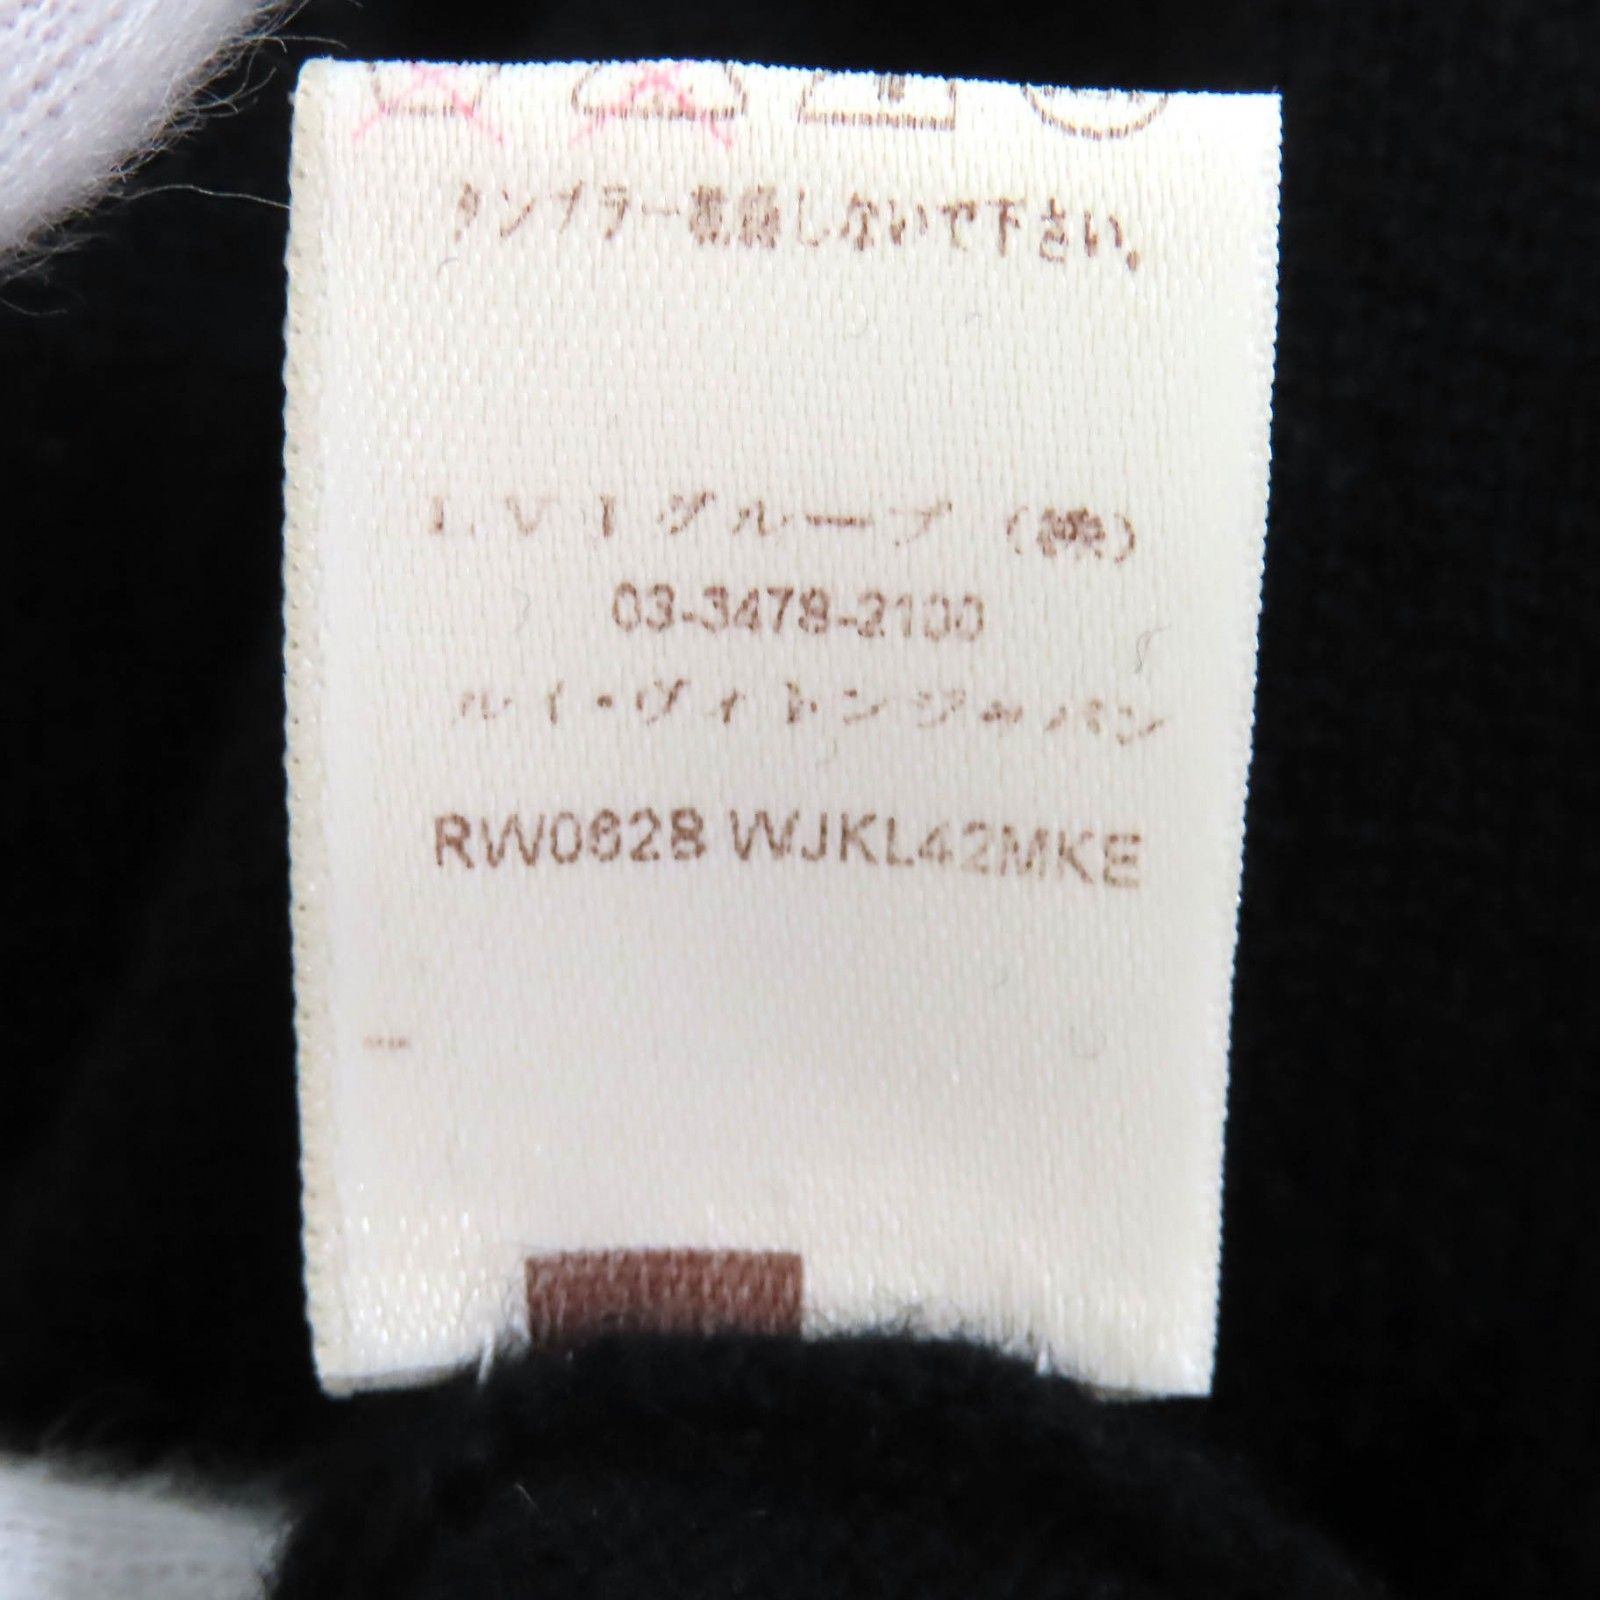 タンブラー乾燥しないで下さい。
LVJグループ (株)
03-3478-2100
ルイ・ヴィトンジャパン
RW0628 WJKL42MKE